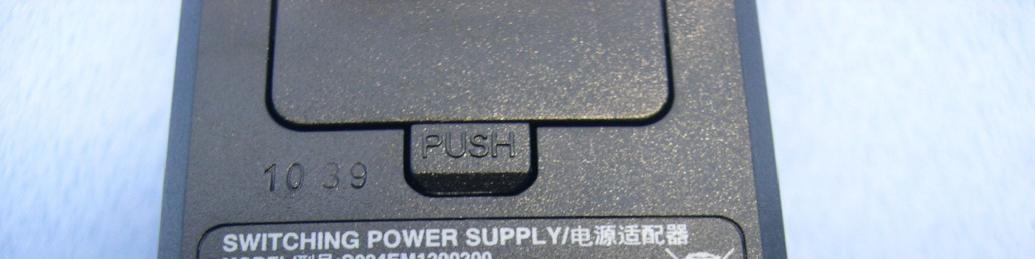 PUSH
10 39
SWITCHING POWER SUPPLY/电源适配器